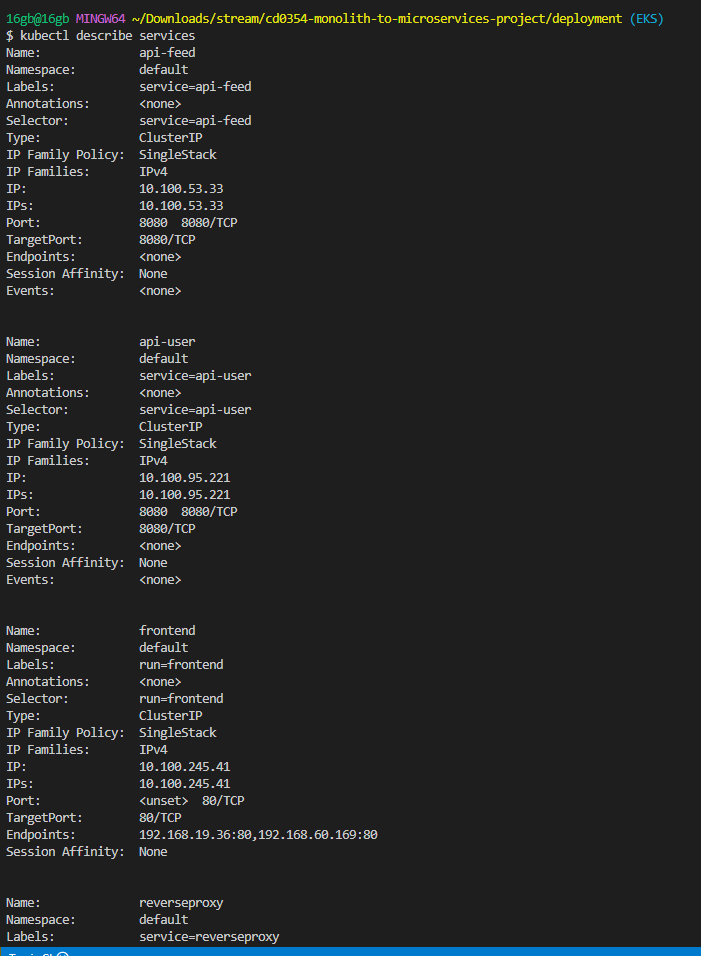 16gb@16gb MINGW64 ~/Downloads/stream/cd0354-monolith-to-microservices-project/deployment (EKS)
$ kubectl describe services
Name:              api-feed
Namespace:         default
Labels:            service=api-feed
Annotations:       <none>
Selector:          service=api-feed
Type:              ClusterIP
IP Family Policy:  SingleStack
IP Families:       IPv4
IP:                10.100.53.33
IPs:               10.100.53.33
Port:              8080  8080/TCP
TargetPort:        8080/TCP
Endpoints:         <none>
Session Affinity:  None
Events:            <none>
Name:              api-user
Namespace:         default
Labels:            service=api-user
Annotations:       <none>
Selector:          service=api-user
Type:              ClusterIP
IP Family Policy:  SingleStack
IP Families:       IPv4
IP:                10.100.95.221
IPs:               10.100.95.221
Port:              8080  8080/TCP
TargetPort:        8080/TCP
Endpoints:         <none>
Session Affinity:  None
Events:            <none>
Name:              frontend
Namespace:         default
Labels:            run=frontend
Annotations:       <none>
Selector:          run=frontend
Type:              ClusterIP
IP Family Policy:  SingleStack
IP Families:       IPv4
IP:                10.100.245.41
IPs:               10.100.245.41
Port:              <unset>  80/TCP
TargetPort:        80/TCP
Endpoints:         192.168.19.36:80,192.168.60.169:80
Session Affinity:  None
Name:              reverseproxy
Namespace:         default
Labels:            service=reverseproxy